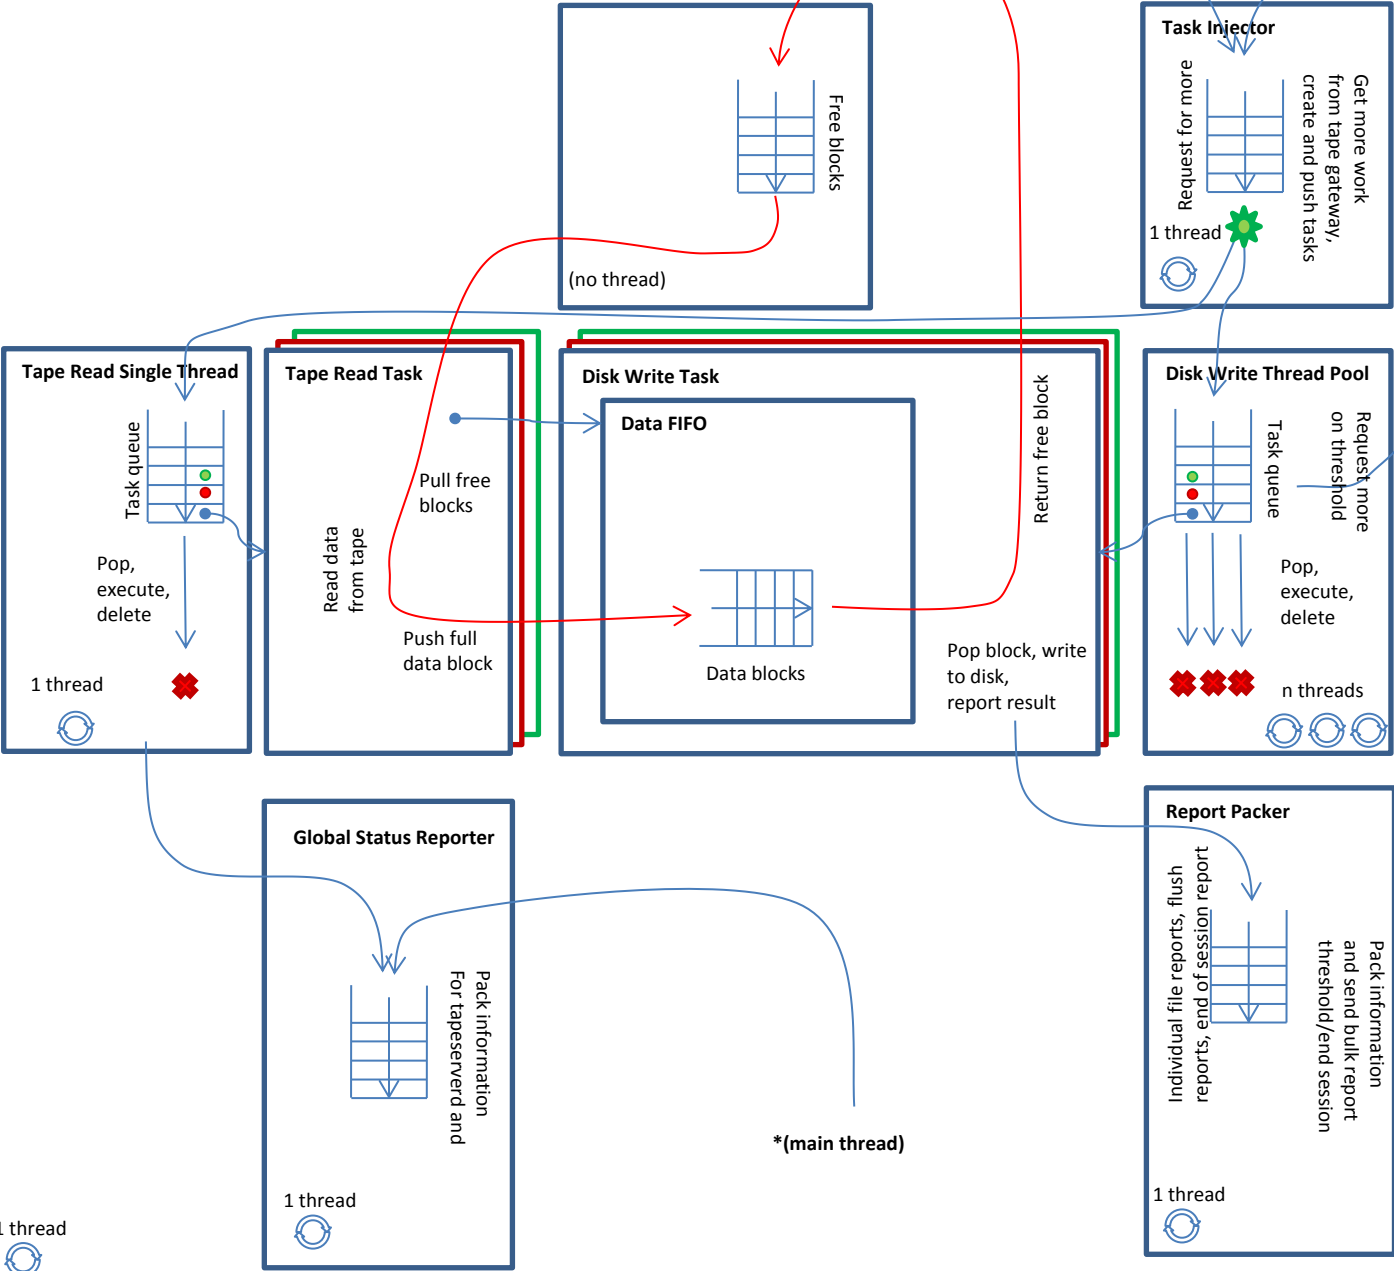 Free blocks
(no thread)
Task Injector
Request for more
Get more work
from tape gateway,
create and push tasks
1 thread
Tape Read Single Thread
Task queue
Pop,
execute,
delete
1 thread
Tape Read Task
Pull free
blocks
Read data
from tape
Push full
data block
Disk Write Task
Data FIFO
Data blocks
Return free block
Pop block, write
to disk,
report result
Disk Write Thread Pool
Task queue
Request more
on threshold
Pop,
execute,
delete
n threads
Global Status Reporter
Pack information
For tapeserverd and
1 thread
*(main thread)
Report Packer
Individual file reports, flush
reports, end of session report
Pack information
and send bulk report
threshold/end session
1 thread
1 thread